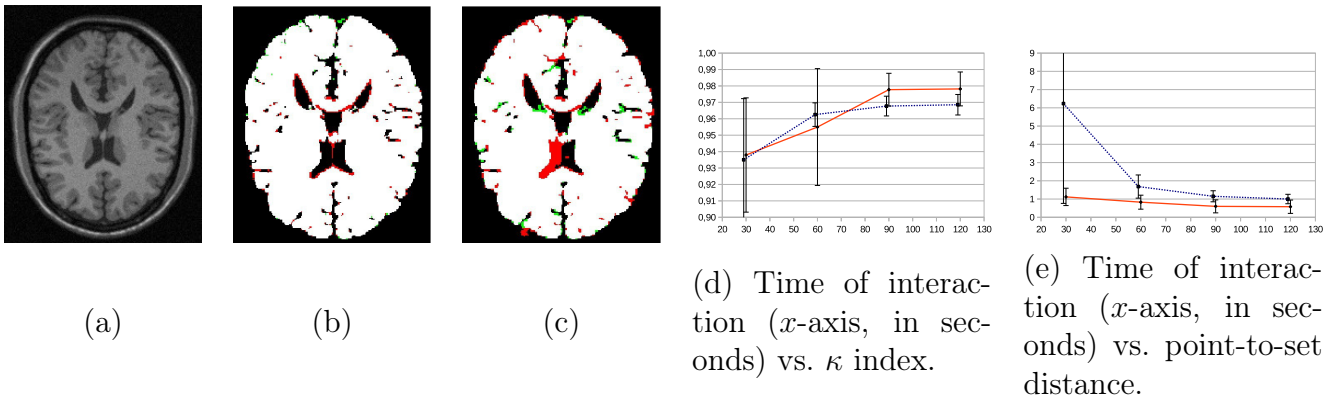 1,00
0,99
0,98
0,97
0,96
0,95
0,94
0,93
0,92
0,91
0,90
20 30 40 50 60 70 80 90 100 110 120 130
9
8
7
6
5
4
3
2
1
0
20 30 40 50 60 70 80 90 100 110 120 130
(a)
(b)
(c)
(d) Time of interac-
tion (x-axis, in sec-
onds) vs. κ index.
(e) Time of interac-
tion (x-axis, in sec-
onds) vs. point-to-set
distance.